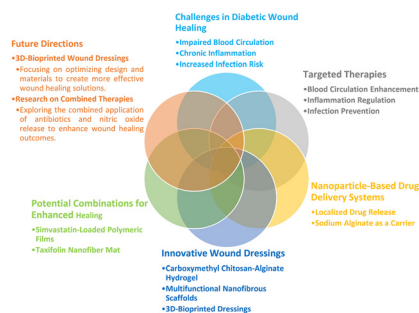 Challenges in Diabetic Wound
Healing
•Impaired Blood Circulation
•Chronic Inflammation
•Increased Infection Risk
Future Directions
•3D-Bioprinted Wound Dressings
•Focusing on optimizing design and
materials to create more effective
wound healing solutions.
•Research on Combined Therapies
•Exploring the combined application
of antibiotics and nitric oxide
release to enhance wound healing
outcomes.
Targeted Therapies
•Blood Circulation Enhancement
•Inflammation Regulation
•Infection Prevention
Nanoparticle-Based Drug
Delivery Systems
•Localized Drug Release
•Sodium Alginate as a Carrier
Potential Combinations for
Enhanced Healing
•Simvastatin-Loaded Polymeric
Films
•Taxifolin Nanofiber Mat
Innovative Wound Dressings
•Carboxymethyl Chitosan-Alginate
Hydrogel
•Multifunctional Nanofibrous
Scaffolds
•3D-Bioprinted Dressings